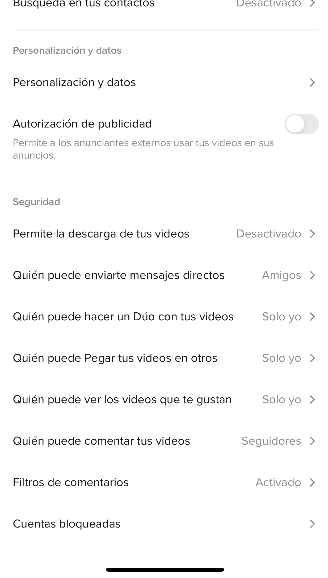 Búsqueda en tus contactos Desactivado
Personalización y datos
Personalización y datos
Autorización de publicidad
Permite a los anunciantes externos usar tus videos en sus
anuncios.
Seguridad
Permite la descarga de tus videos Desactivado
Quién puede enviarte mensajes directos Amigos
Quién puede hacer un Dúo con tus videos Solo yo
Quién puede Pegar tus videos en otros Solo yo
Quién puede ver los videos que te gustan Solo yo
Quién puede comentar tus videos Seguidores
Filtros de comentarios Activado
Cuentas bloqueadas